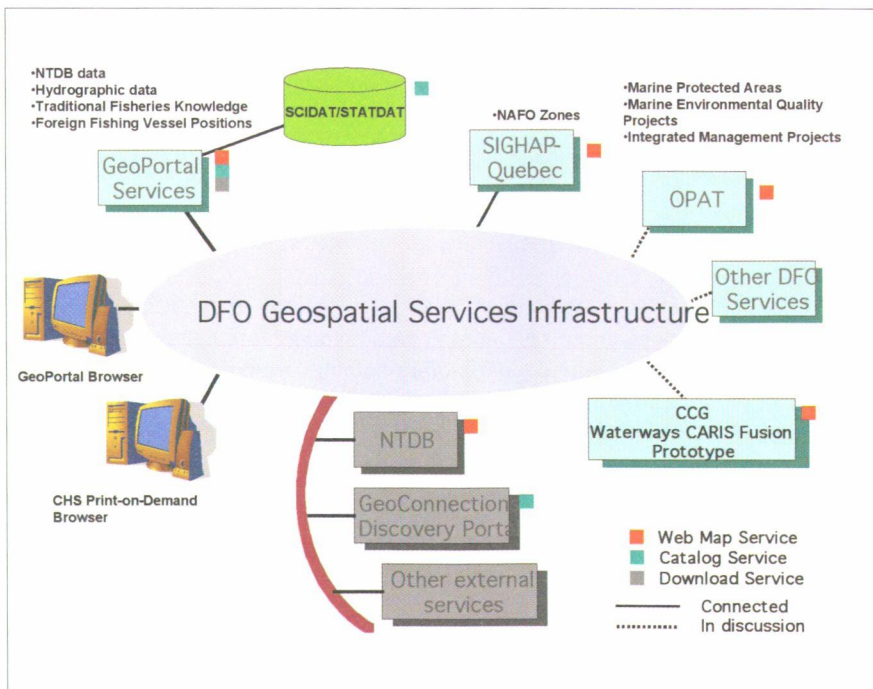 •NTDB data
•Hydrographic data
•Traditional Fisheries Knowledge
•Foreign Fishing Vessel Positions
SCIDAT/STATDAT
•NAFO Zones
•Marine Protected Areas
•Marine Environmental Quality
Projects
•Integrated Management Projects
GeoPortal
Services
SIGHAP-
Quebec
OPAT
Other DFO
Services
DFO Geospatial Services Infrastructure
GeoPortal Browser
CHS Print-on-Demand
Browser
NTDB
GeoConnection
Discovery Portal
Other external
services
CCG
Waterways CARIS Fusion
Prototype
Web Map Service
Catalog Service
Download Service
Connected
In discussion